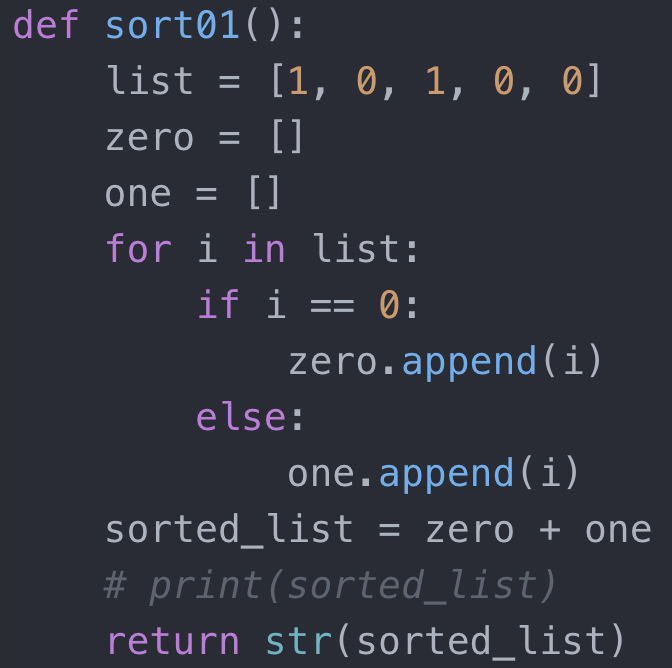 def sort01():
    list = [1, 0, 1, 0, 0]
    zero = []
    one = []
    for i in list:
        if i == 0:
            zero.append(i)
        else:
            one.append(i)
    sorted_list = zero + one
    # print(sorted_list)
    return str(sorted_list)